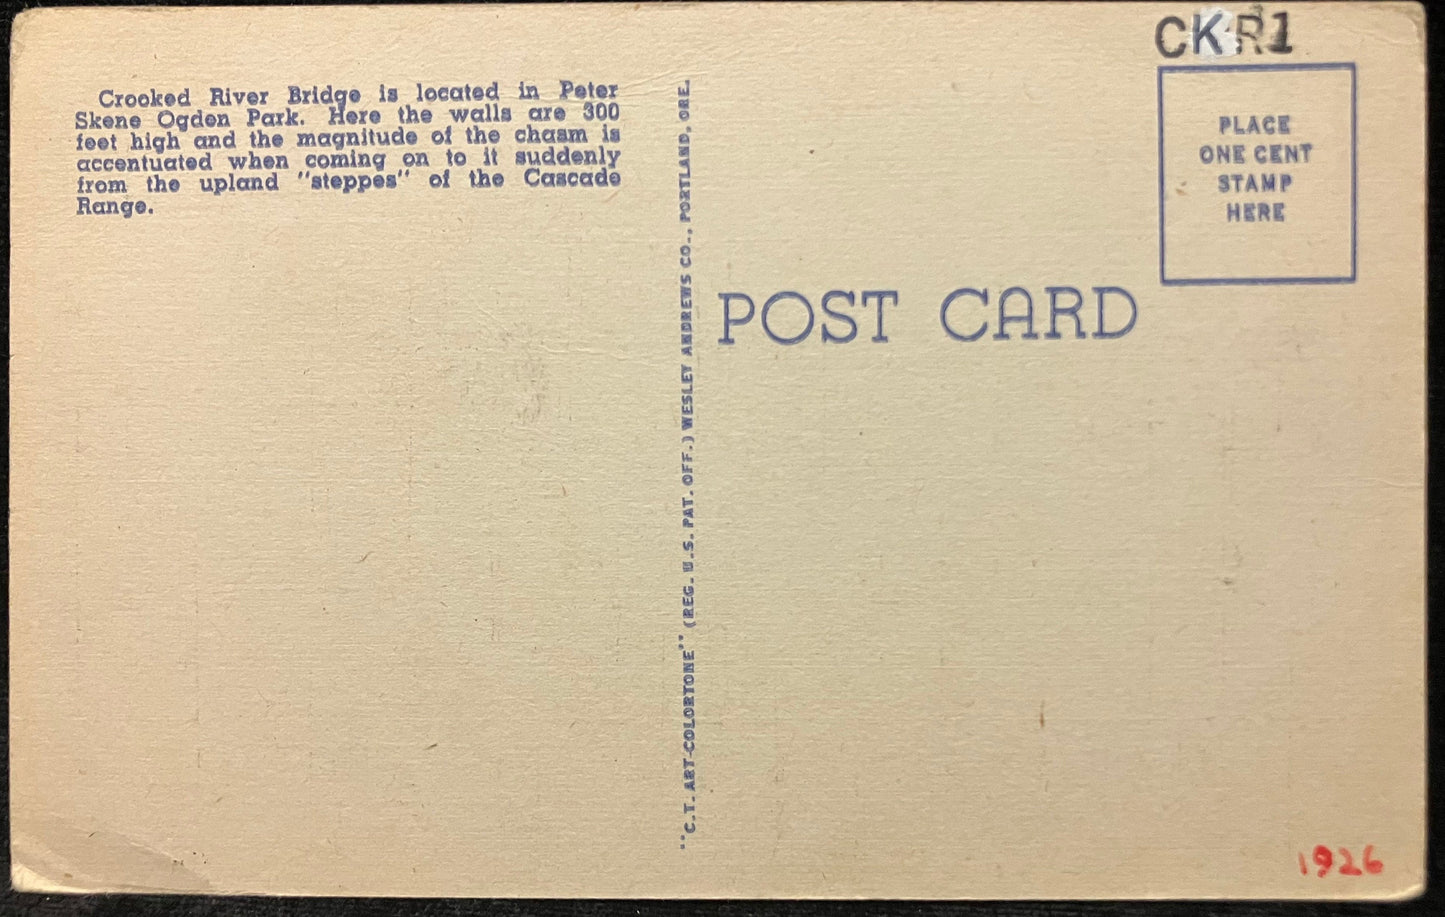 CKR1
Crooked River Bridge is located in Peter
Skene Ogden Park. Here the walls are 300
feet high and the magnitude of the chasm is
accentuated when coming on to it suddenly
from the upland "steppes" of the Cascade
Range.
"C.T. ART-COLORTONE" (REG. U.S. PAT. OFF.) WESLEY ANDREWS CO., PORTLAND, ORE.
PLACE
ONE CENT
STAMP
HERE
POST CARD
1926